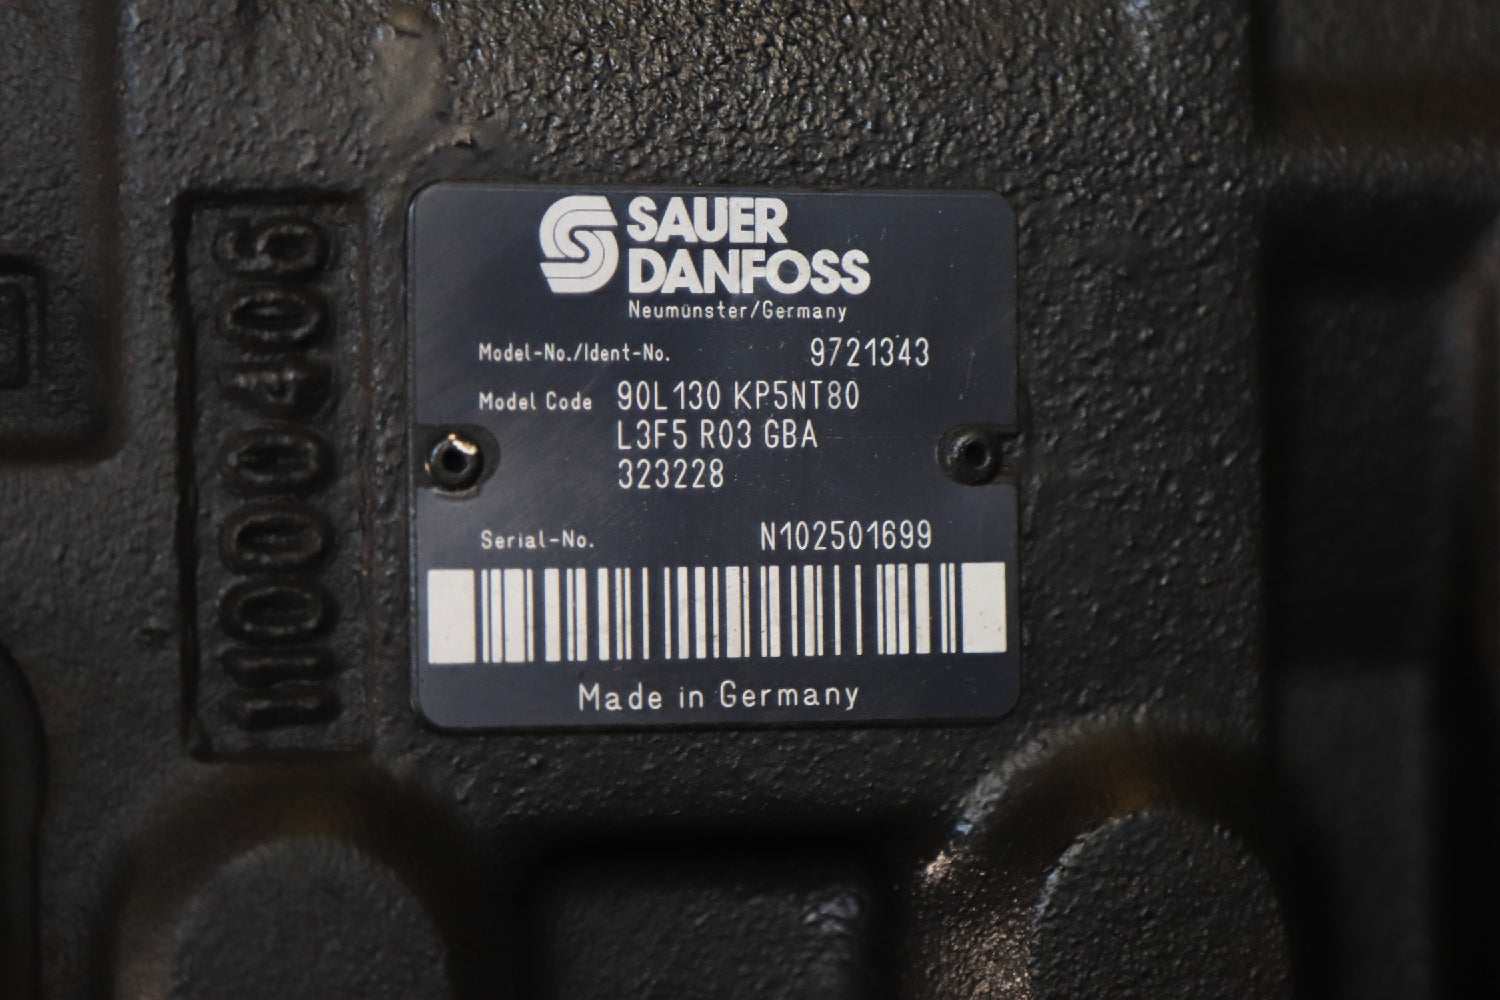 SAUER
DANFOSS
Neumünster/Germany
Model-No./Ident-No. 9721343
Model Code 90L130 KP5NT80
L3F5 R03 GBA
323228
Serial-No. N102501699
Made in Germany
11000406